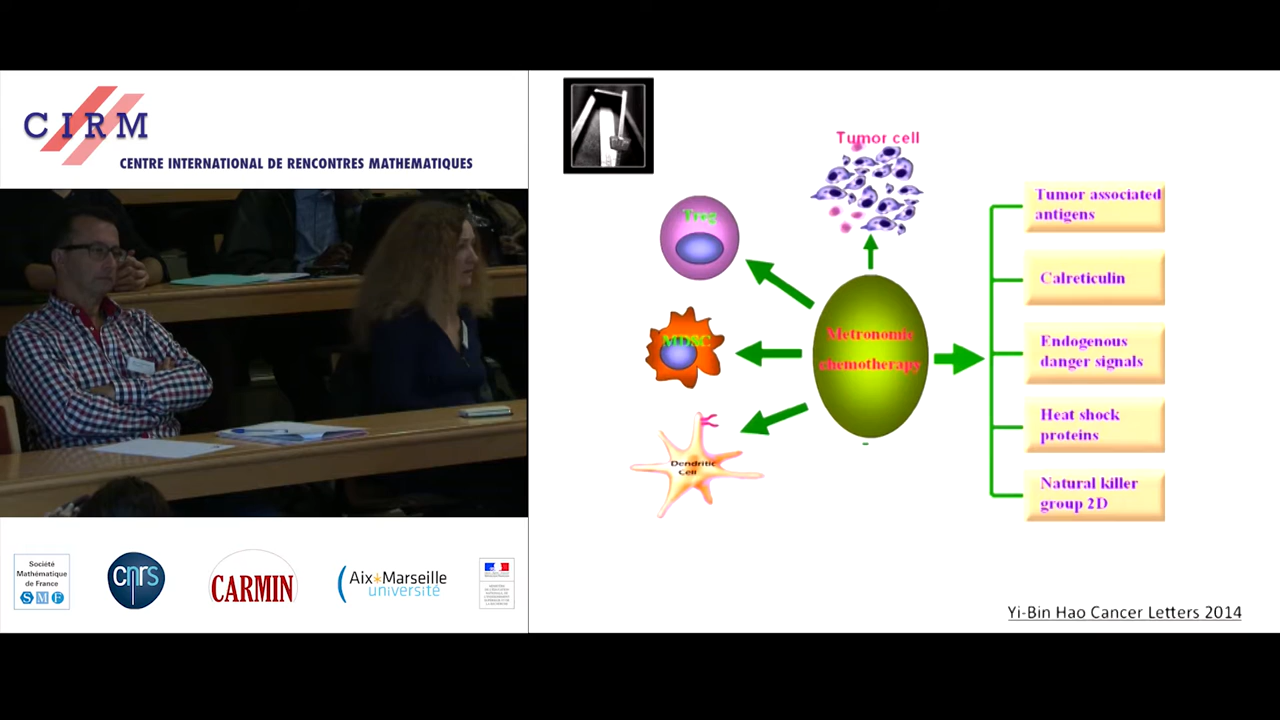 CIRM
CENTRE INTERNATIONAL DE RENCONTRES MATHEMATIQUES
Société
Mathématique
de France
SMF
cnrs
CARMIN
Aix*Marseille
université
Tumor cell
Treg
MDSC
Dendritic
Cell
Metronomic
chemotherapy
Tumor associated
antigens
Calreticulin
Endogenous
danger signals
Heat shock
proteins
Natural killer
group 2D
Yi-Bin Hao Cancer Letters 2014